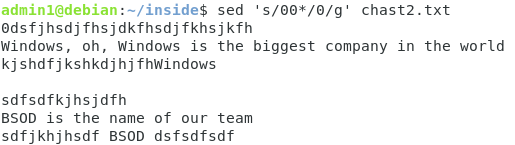 admin1@debian:~/inside$ sed 's/00*/0/g' chast2.txt
0dsfjhsdjfhsjdkfhsdjfkhsjkfh
Windows, oh, Windows is the biggest company in the world
kjshdfjkshkdjhjfhWindows

sdfsdfkjhsjdfh
BSOD is the name of our team
sdfjkhjhsdf BSOD dsfsdfsdf